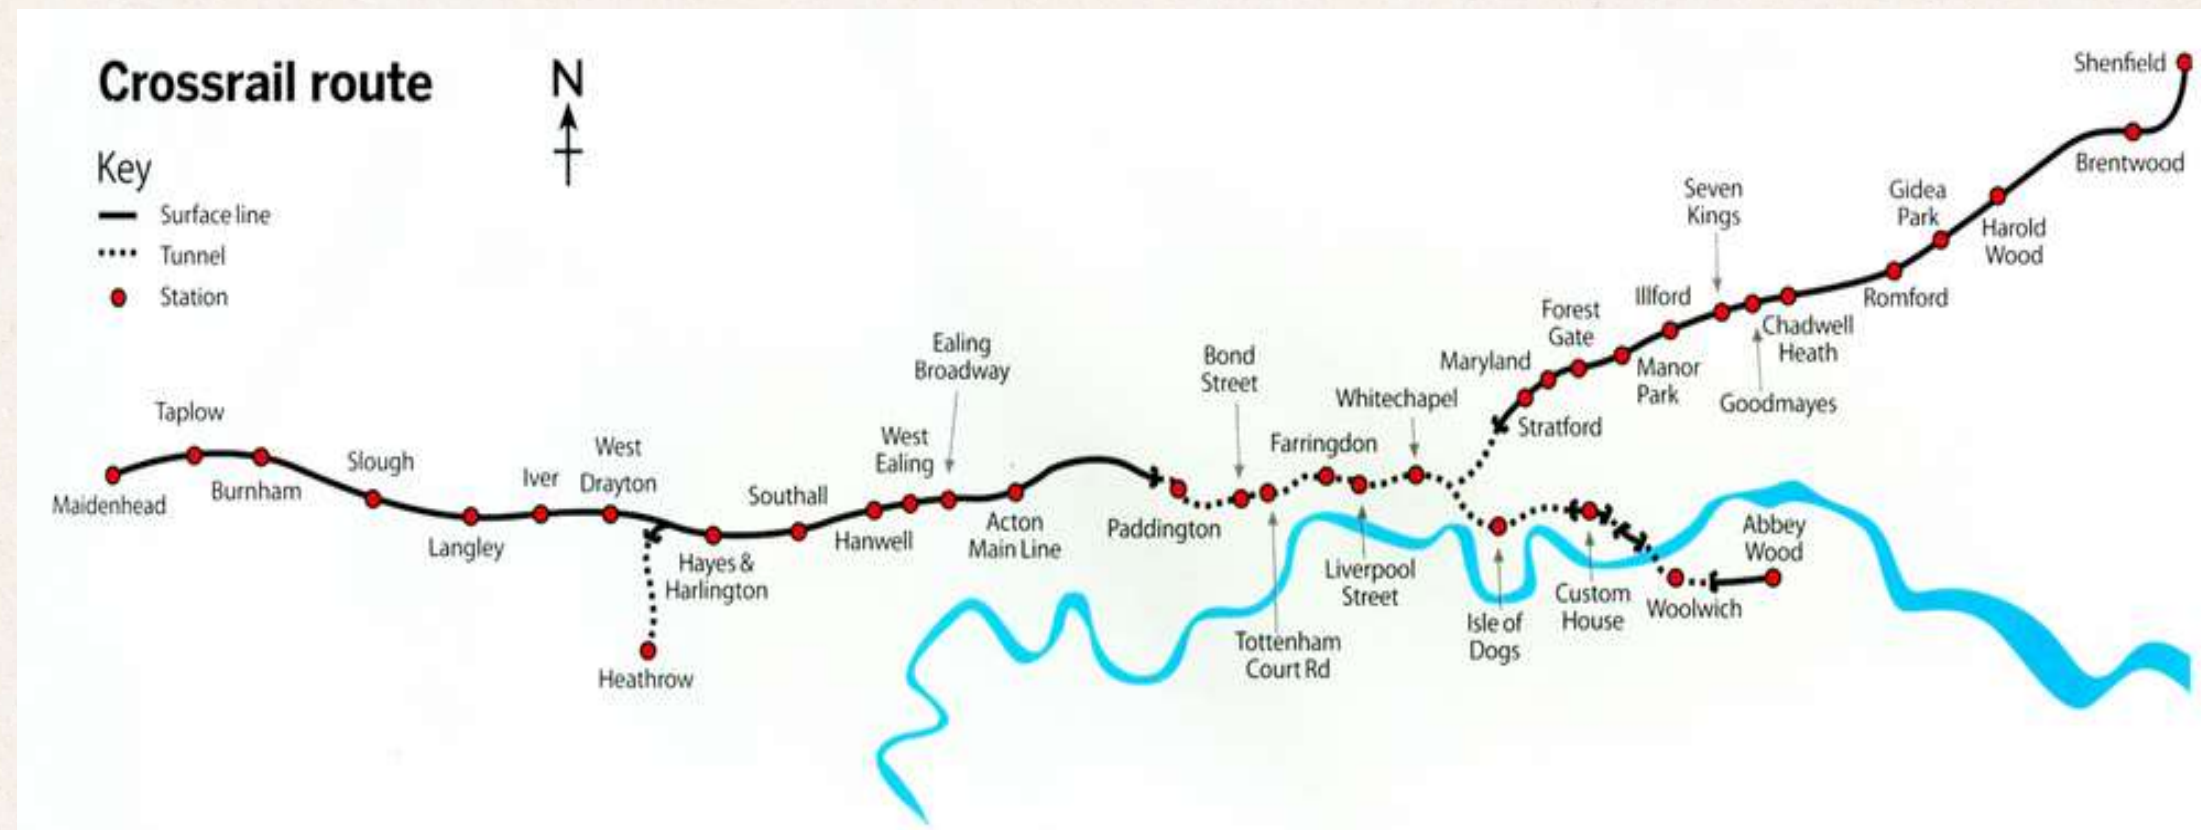 Crossrail route
N
Key
Surface line
Tunnel
Station
Shenfield
Brentwood
Seven
Kings
Gidea
Park
Harold
Wood
Illford
Romford
Forest
Gate
Chadwell
Heath
Ealing
Broadway
Bond
Street
Maryland
Manor
Park
Goodmayes
Whitechapel
Taplow
Stratford
West
Ealing
Farringdon
Slough
West
Drayton
Iver
Burnham
Maidenhead
Southall
Langley
Hanwell
Acton
Main Line
Paddington
Abbey
Wood
Hayes &
Harlington
Liverpool
Street
Custom
House
Woolwich
Isle of
Dogs
Tottenham
Court Rd
Heathrow